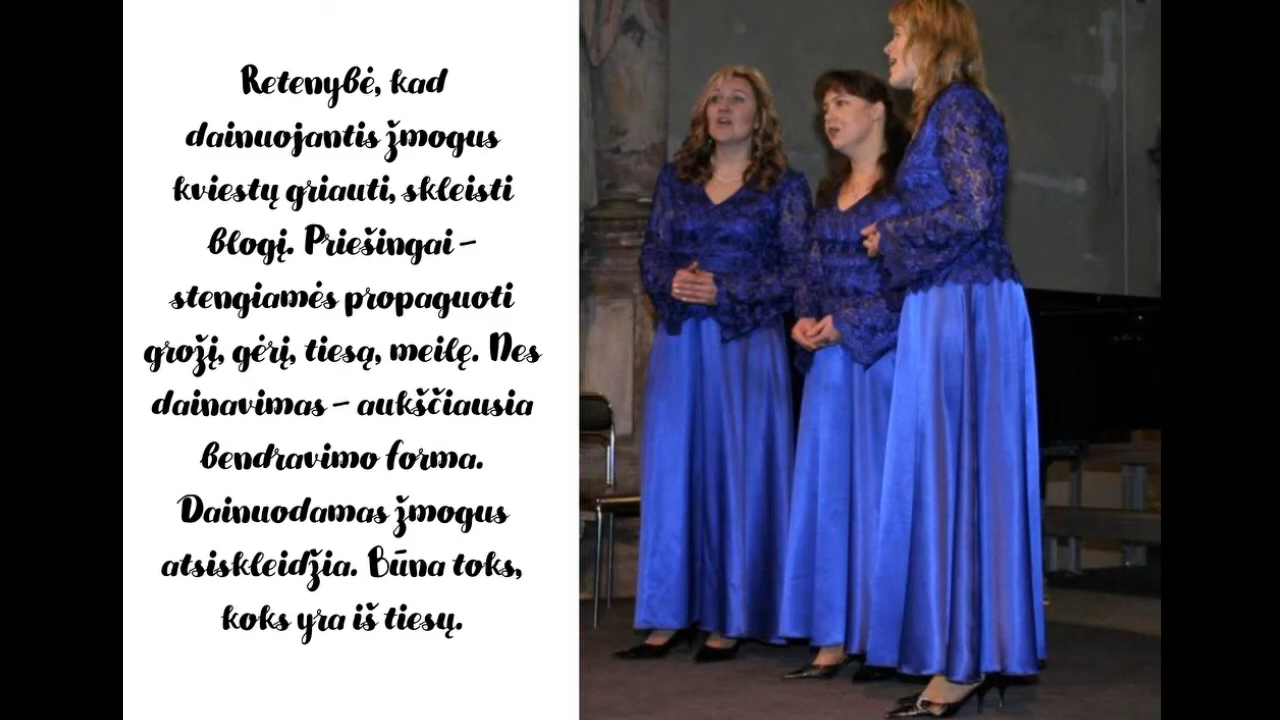 Retenybė, kad
dainuojantis žmogus
kviestų griauti, skleisti
blogį. Priešingai –
stengiamės propaguoti
grožį, gėrį, tiesą, meilę. Nes
dainavimas – aukščiausia
bendravimo forma.
Dainuodamas žmogus
atsiskleidžia. Būna toks,
koks yra iš tiesų.